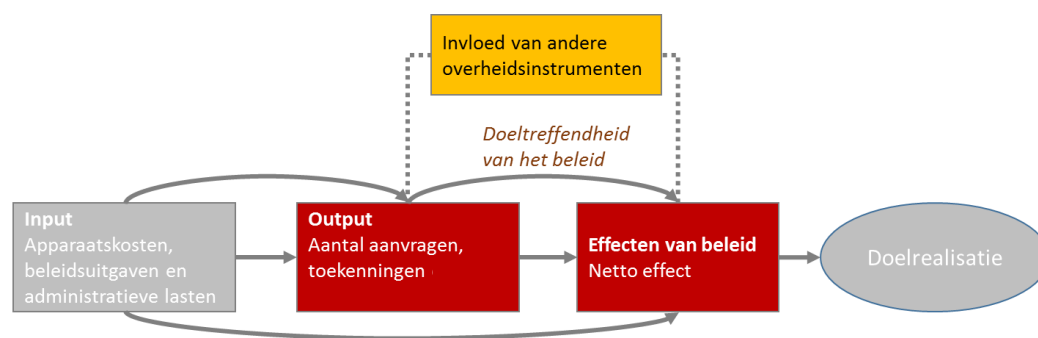 Invloed van andere
overheidsinstrumenten
Doeltreffendheid
van het beleid
Input
Apparaatskosten,
beleidsuitgaven en
administratieve lasten
Output
Aantal aanvragen,
toekenningen
Effecten van beleid
Netto effect
Doelrealisatie